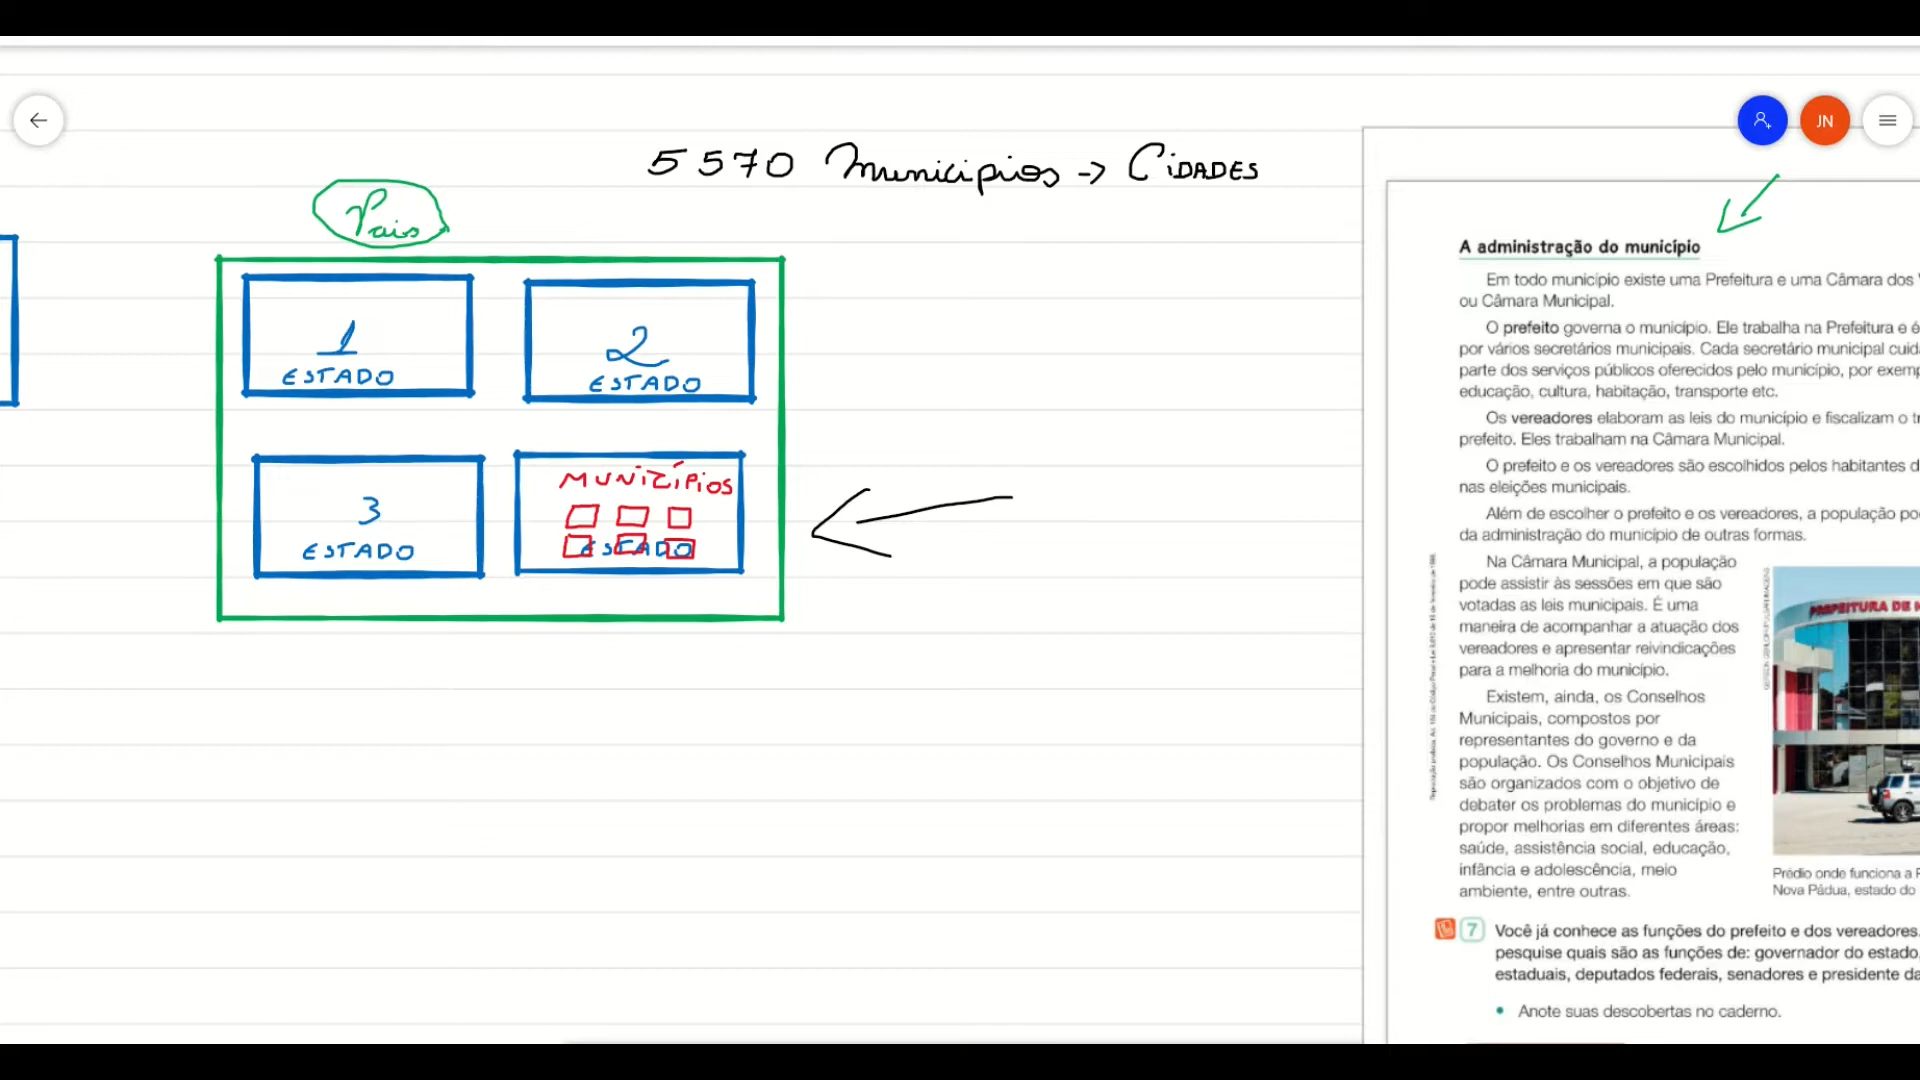 5 570 Municípios → CIDADES
País
1
ESTADO
2
ESTADO
3
ESTADO
MUNICÍPIOS
ESTADO
JN
A administração do município
Em todo município existe uma Prefeitura e uma Câmara dos
ou Câmara Municipal.
O prefeito governa o município. Ele trabalha na Prefeitura e é
por vários secretários municipais. Cada secretário municipal cuid
parte dos serviços públicos oferecidos pelo município, por exemp
educação, cultura, habitação, transporte etc.
Os vereadores elaboram as leis do município e fiscalizam o t
prefeito. Eles trabalham na Câmara Municipal.
O prefeito e os vereadores são escolhidos pelos habitantes d
nas eleições municipais.
Além de escolher o prefeito e os vereadores, a população po
da administração do município de outras formas.
Na Câmara Municipal, a população
pode assistir às sessões em que são
votadas as leis municipais. É uma
maneira de acompanhar a atuação dos
vereadores e apresentar reivindicações
para a melhoria do município.
Existem, ainda, os Conselhos
Municipais, compostos por
representantes do governo e da
população. Os Conselhos Municipais
são organizados com o objetivo de
debater os problemas do município e
propor melhorias em diferentes áreas:
saúde, assistência social, educação,
infância e adolescência, meio
ambiente, entre outras.
PREFEITURA DE
Prédio onde funciona a
Nova Pádua, estado do
7 Você já conhece as funções do prefeito e dos vereadores.
pesquise quais são as funções de: governador do estado,
estaduais, deputados federais, senadores e presidente da
• Anote suas descobertas no caderno.